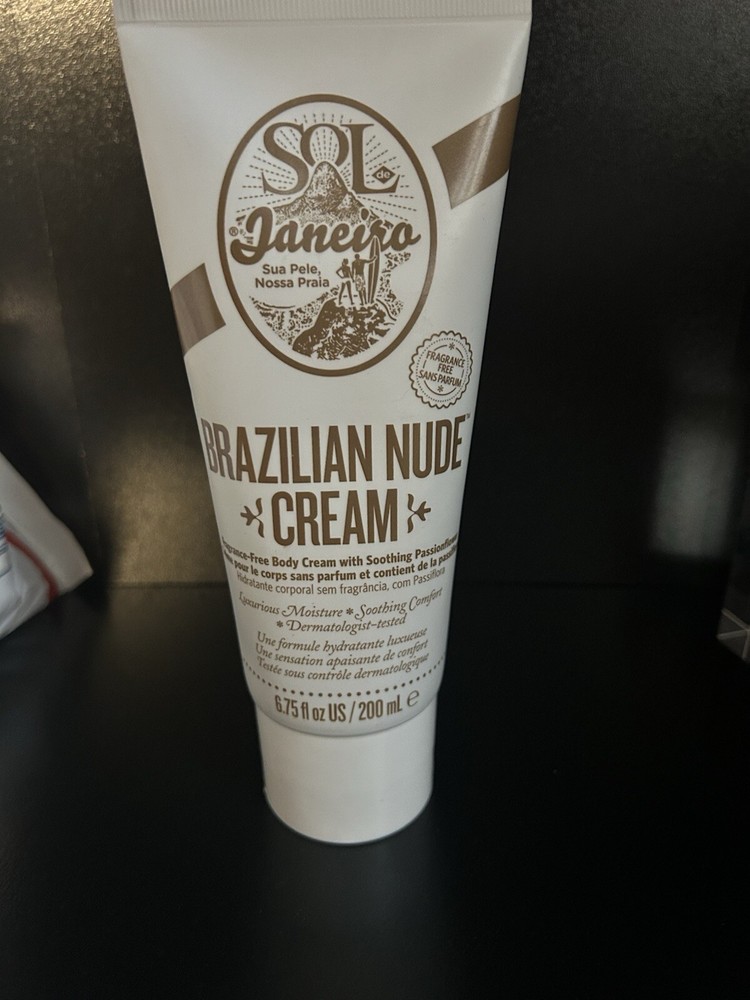 SOL
de
® Janeiro
Sua Pele,
Nossa Praia
FRAGRANCE
FREE
SANS PARFUM
BRAZILIAN NUDE™
CREAM
Body Cream with Soothing
pour le corps sans parfum et contient de la
Hidratante corporal sem fragrância, com Passiflora
Luxurious Moisture * Soothing Comfort
* Dermatologist-tested
Une formule hydratante luxueuse
Une sensation apaisante de confort
Testée sous contrôle dermatologique
6.75 fl oz US / 200 mL ℮